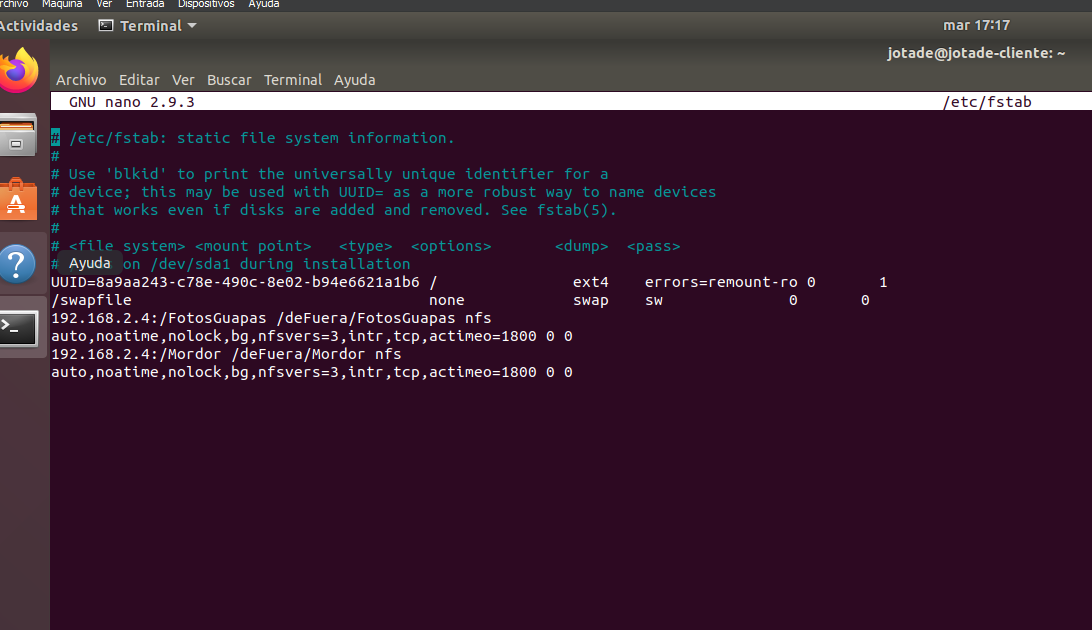 rchivo Máquina Ver Entrada Dispositivos Ayuda
Actividades Terminal mar 17:17
jotade@jotade-cliente: ~
Archivo Editar Ver Buscar Terminal Ayuda
GNU nano 2.9.3 /etc/fstab
# /etc/fstab: static file system information.
#
# Use 'blkid' to print the universally unique identifier for a
# device; this may be used with UUID= as a more robust way to name devices
# that works even if disks are added and removed. See fstab(5).
#
# <file system> <mount point> <type> <options> <dump> <pass>
# Ayuda on /dev/sda1 during installation
UUID=8a9aa243-c78e-490c-8e02-b94e6621a1b6 / ext4 errors=remount-ro 0 1
/swapfile none swap sw 0 0
192.168.2.4:/FotosGuapas /deFuera/FotosGuapas nfs
auto,noatime,nolock,bg,nfsvers=3,intr,tcp,actimeo=1800 0 0
192.168.2.4:/Mordor /deFuera/Mordor nfs
auto,noatime,nolock,bg,nfsvers=3,intr,tcp,actimeo=1800 0 0